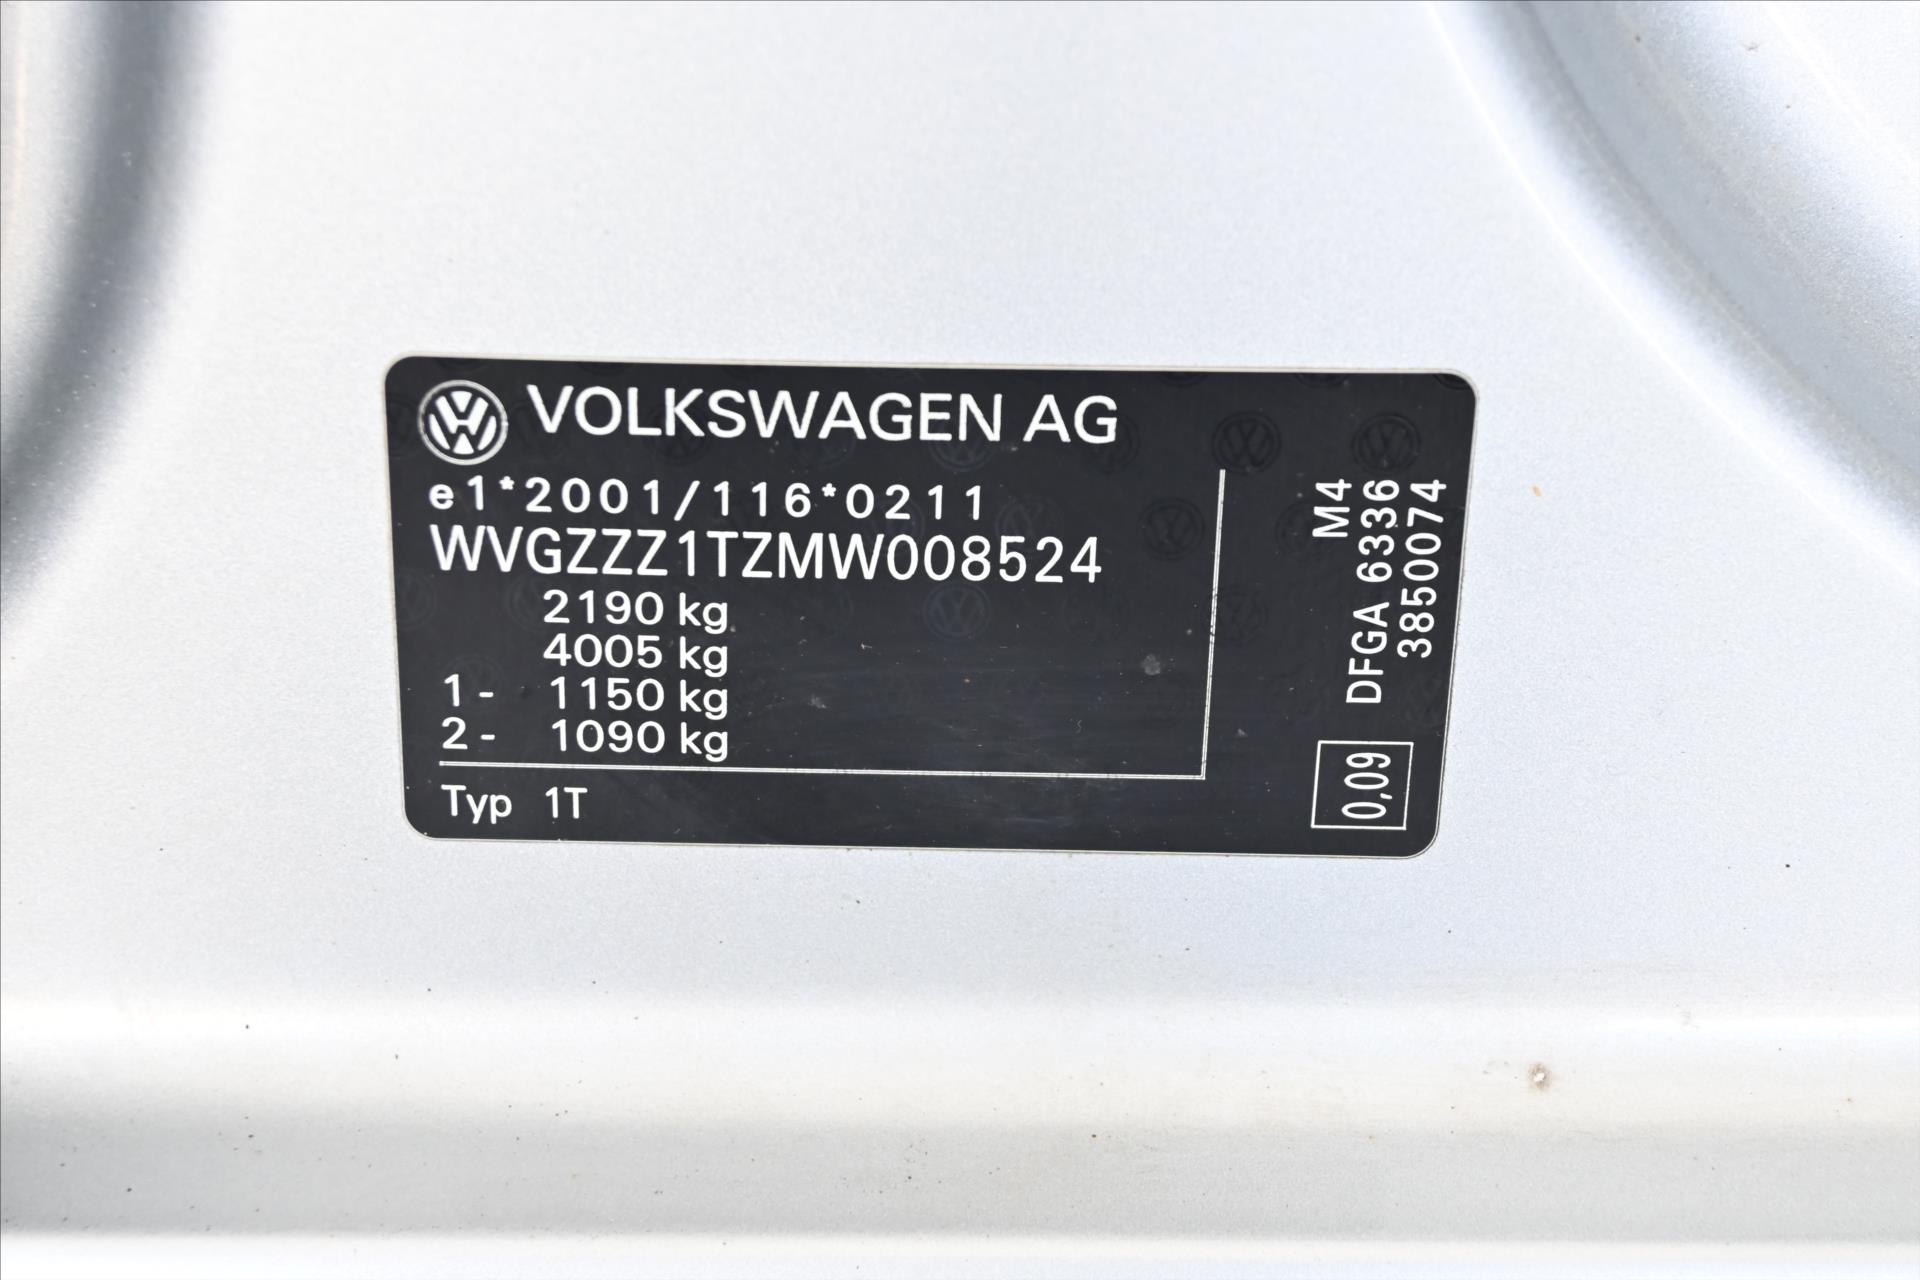 VOLKSWAGEN AG
e1*2001/116*0211
WVGZZZ1TZMW008524
2190 kg
4005 kg
1- 1150 kg
2- 1090 kg
Typ 1T
M4
DFGA 6336
38500074
0,09